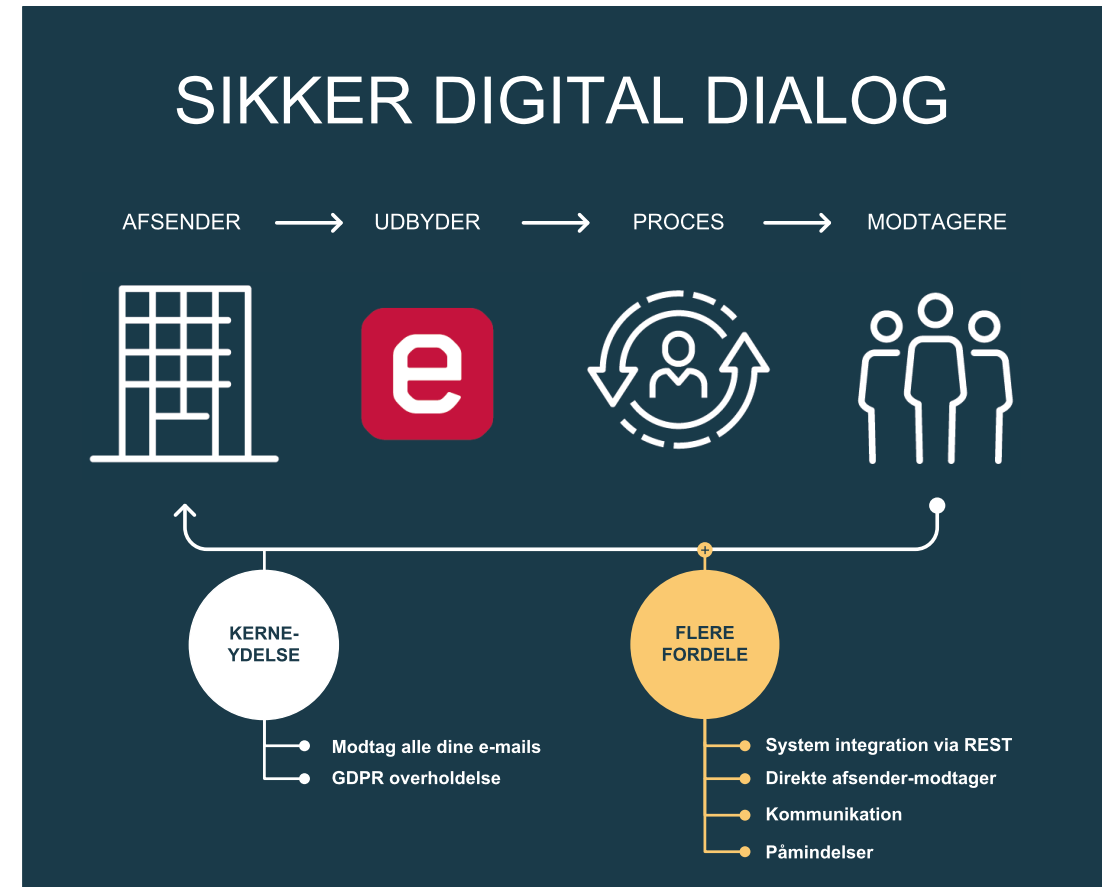 SIKKER DIGITAL DIALOG
AFSENDER
UDBYDER
PROCES
MODTAGERE
e
KERNE-
YDELSE
Modtag alle dine e-mails
GDPR overholdelse
+
FLERE
FORDELE
System integration via REST
Direkte afsender-modtager
Kommunikation
Påmindelser